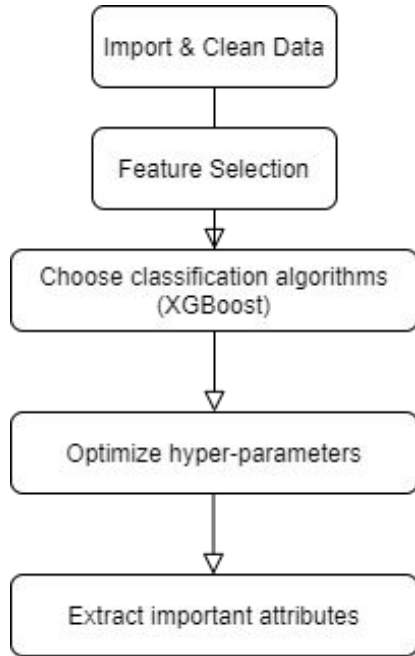 Import & Clean Data
Feature Selection
Choose classification algorithms
(XGBoost)
Optimize hyper-parameters
Extract important attributes